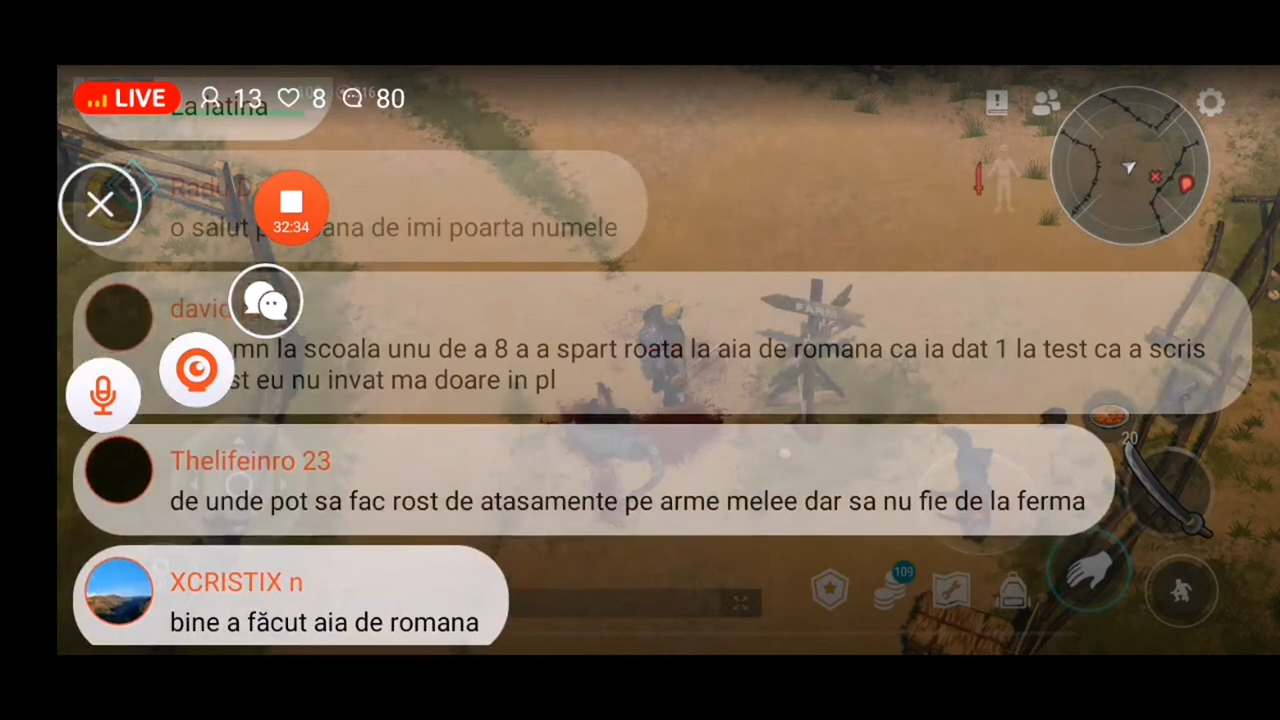 LIVE 13 8 80
La latina
Radu D
o salut ana de imi poarta numele
32:34
david
mn la scoala unu de a 8 a a spart roata la aia de romana ca ia dat 1 la test ca a scris
st eu nu invat ma doare in pl
FARM
20
Thelifeinro 23
de unde pot sa fac rost de atasamente pe arme melee dar sa nu fie de la ferma
109
XCRISTIX n
bine a făcut aia de romana